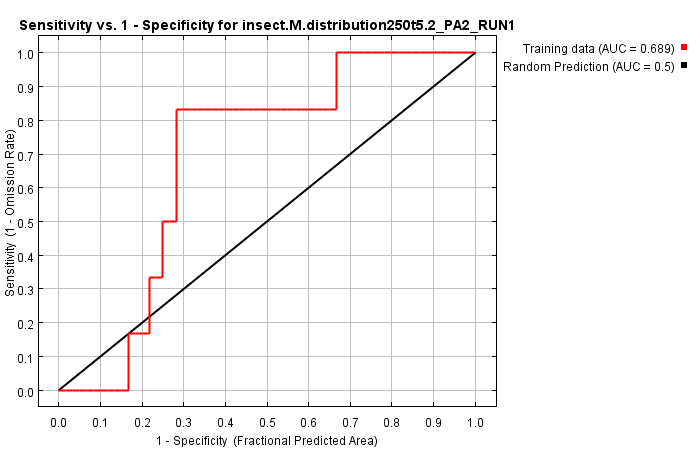 Sensitivity vs. 1 - Specificity for insect.M.distribution250t5.2_PA2_RUN1
Training data (AUC = 0.689)
Random Prediction (AUC = 0.5)
Sensitivity (1 - Omission Rate)
1.0
0.9
0.8
0.7
0.6
0.5
0.4
0.3
0.2
0.1
0.0
0.0 0.1 0.2 0.3 0.4 0.5 0.6 0.7 0.8 0.9 1.0
1 - Specificity (Fractional Predicted Area)